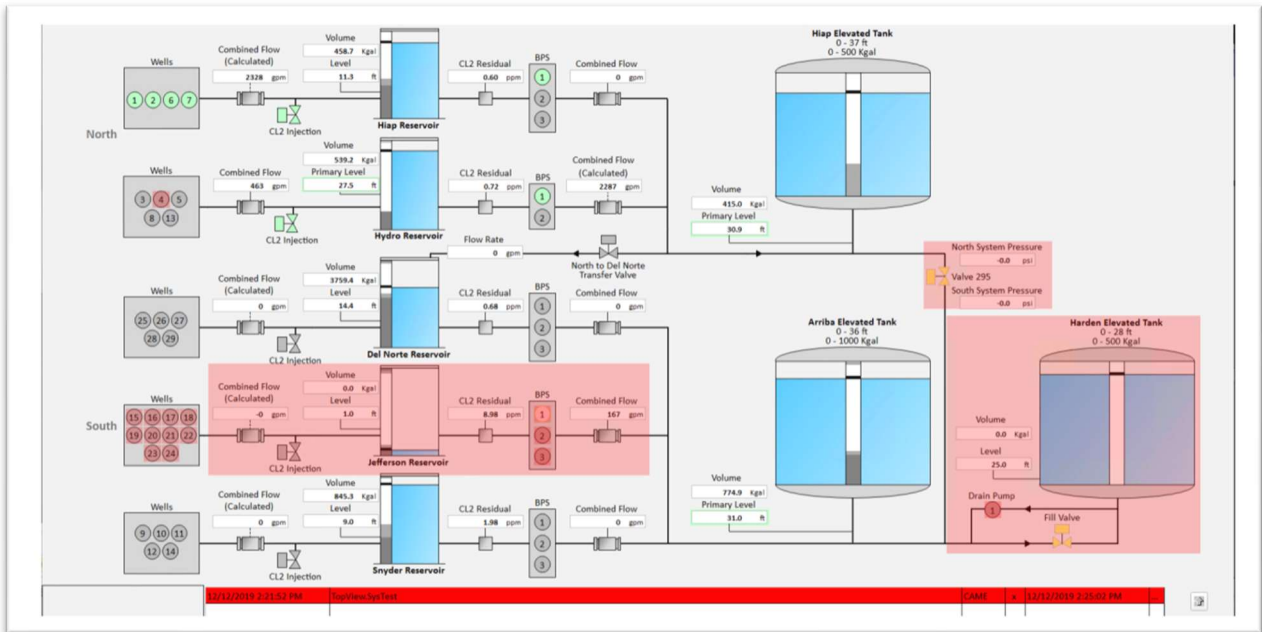 Hiap Elevated Tank
0 - 37 ft
0 - 500 Kgal
North
Wells
1 2 6 7
Combined Flow
(Calculated)
2328 gpm
CL2 Injection
Volume
458.7 Kgal
Level
11.3 ft
Hiap Reservoir
CL2 Residual
0.60 ppm
BPS
1
2
3
Combined Flow
0 gpm
Wells
3 4 5
8 13
Combined Flow
463 gpm
CL2 Injection
Volume
539.2 Kgal
Primary Level
27.5 ft
Hydro Reservoir
CL2 Residual
0.72 ppm
BPS
1
2
Combined Flow
(Calculated)
2287 gpm
Volume
415.0 Kgal
Primary Level
30.9 ft
Flow Rate
0 gpm
North to Del Norte
Transfer Valve
North System Pressure
-0.0 psi
Valve 295
South System Pressure
-0.0 psi
South
Wells
25 26 27
28 29
Combined Flow
(Calculated)
0 gpm
CL2 Injection
Volume
3759.4 Kgal
Level
14.4 ft
Del Norte Reservoir
CL2 Residual
0.68 ppm
BPS
1
2
3
Combined Flow
0 gpm
Arriba Elevated Tank
0 - 36 ft
0 - 1000 Kgal
Harden Elevated Tank
0 - 28 ft
0 - 500 Kgal
Wells
15 16 17 18
19 20 21 22
23 24
Combined Flow
(Calculated)
-0 gpm
CL2 Injection
Volume
0.0 Kgal
Level
1.0 ft
Jefferson Reservoir
CL2 Residual
8.98 ppm
BPS
1
2
3
Combined Flow
167 gpm
Volume
0.0 Kgal
Level
25.0 ft
Drain Pump
1
Fill Valve
Volume
774.9 Kgal
Primary Level
31.0 ft
Wells
9 10 11
12 14
Combined Flow
(Calculated)
0 gpm
CL2 Injection
Volume
845.3 Kgal
Level
9.0 ft
Snyder Reservoir
CL2 Residual
1.98 ppm
BPS
1
2
3
Combined Flow
0 gpm
12/12/2019 2:21:52 PM TopView.SysTest CAME x 12/12/2019 2:25:02 PM ...